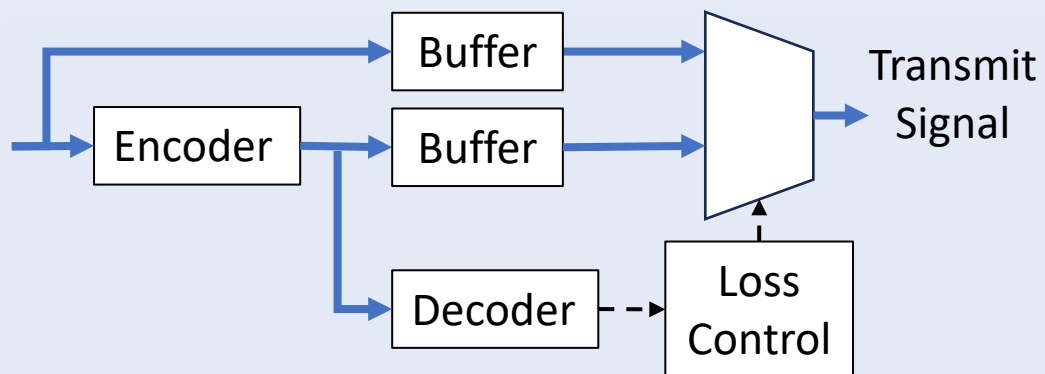 Buffer
Transmit
Signal
Encoder
Buffer
Decoder
Loss
Control